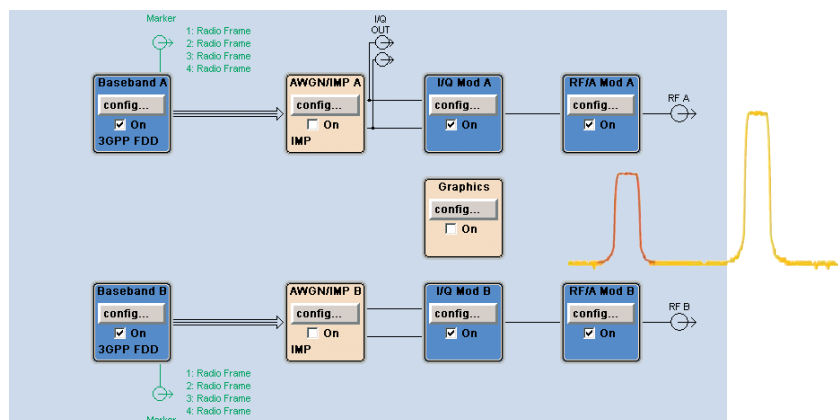 Marker
1: Radio Frame
2: Radio Frame
3: Radio Frame
4: Radio Frame
I/Q
OUT
Baseband A
config...
On
3GPP FDD
AWGN/IMP A
config...
On
IMP
I/Q Mod A
config...
On
RF/A Mod A
config...
On
RF A
Graphics
config...
On
Baseband B
config...
On
3GPP FDD
AWGN/IMP B
config...
On
IMP
I/Q Mod B
config...
On
RF/A Mod B
config...
On
RF B
1: Radio Frame
2: Radio Frame
3: Radio Frame
4: Radio Frame
Marker